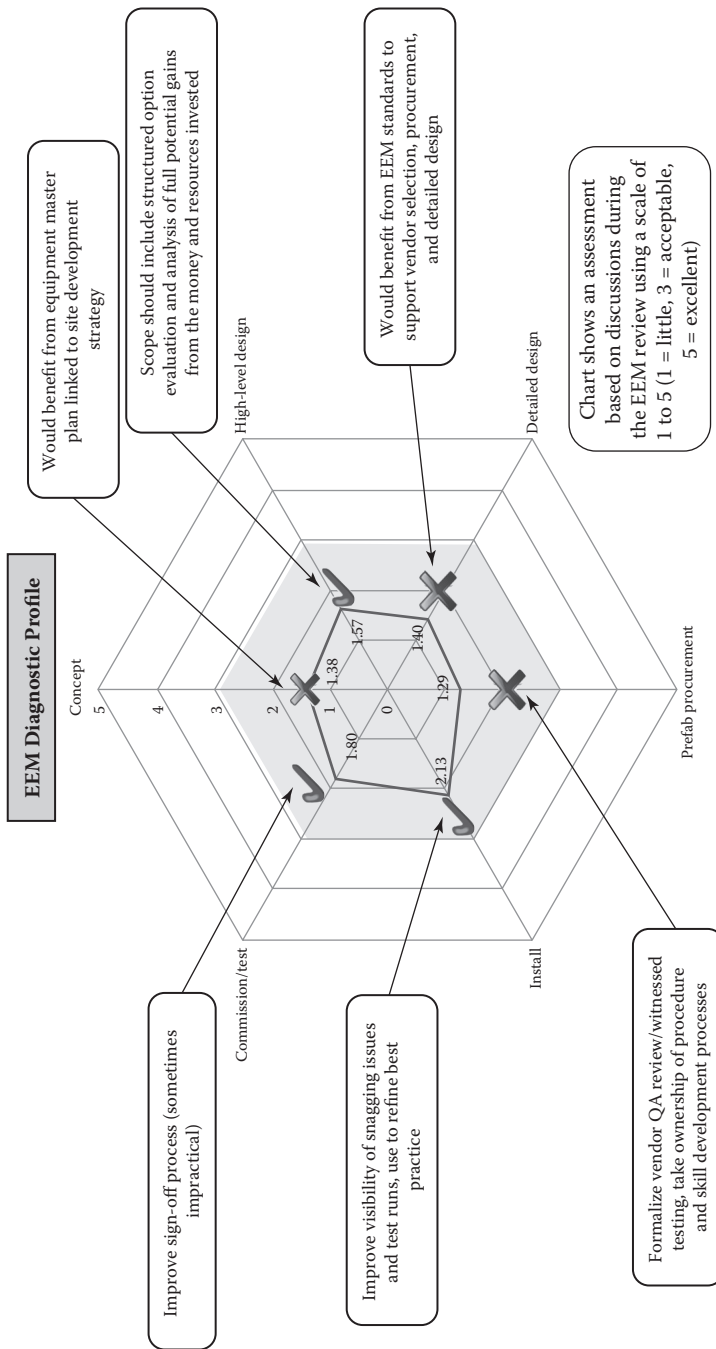 EEM Diagnostic Profile
Would benefit from equipment master
plan linked to site development
strategy
Scope should include structured option
evaluation and analysis of full potential gains
from the money and resources invested
Would benefit from EEM standards to
support vendor selection, procurement,
and detailed design
Chart shows an assessment
based on discussions during
the EEM review using a scale of
1 to 5 (1 = little, 3 = acceptable,
5 = excellent)
Improve sign-off process (sometimes
impractical)
Improve visibility of snagging issues
and test runs, use to refine best
practice
Formalize vendor QA review/witnessed
testing, take ownership of procedure
and skill development processes
Concept
High-level design
Detailed design
Prefab procurement
Install
Commission/test
5
4
3
2
1
0
1.38
1.57
1.40
1.29
2.13
1.80